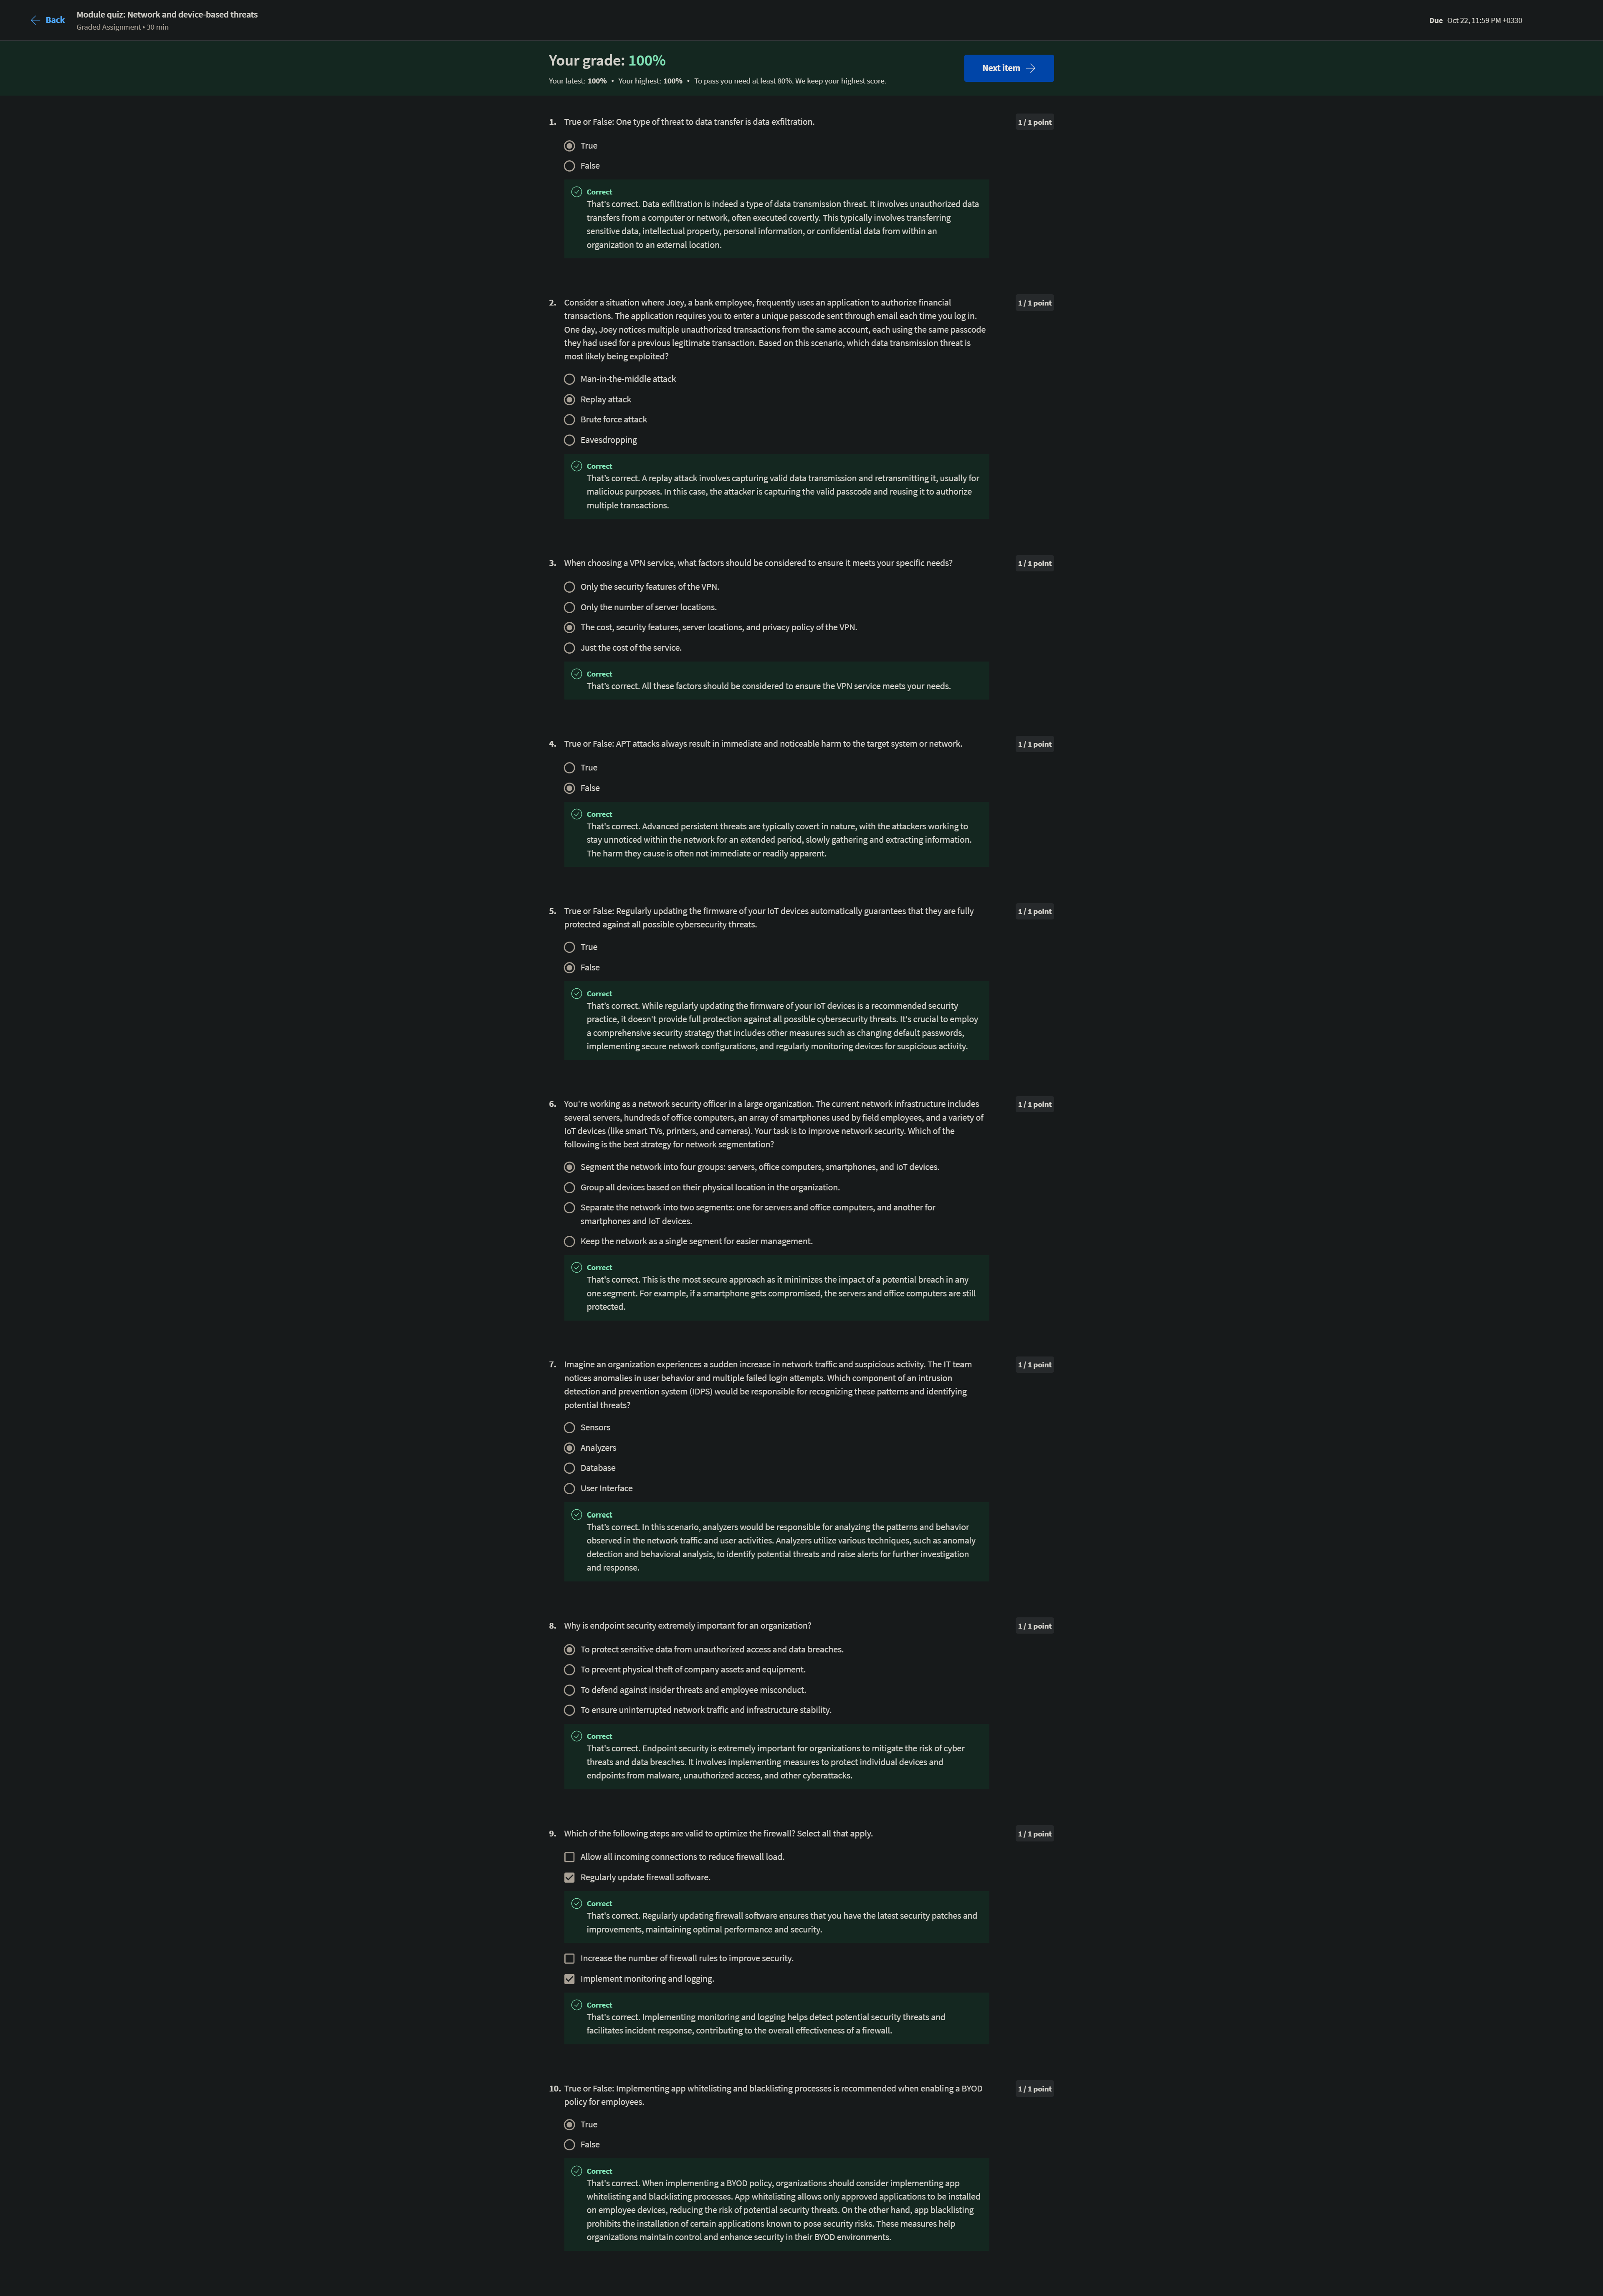 Back
Module quiz: Network and device-based threats
Graded Assignment • 30 min
Due Oct 22, 11:59 PM +0330
Your grade: 100%
Your latest: 100% • Your highest: 100% • To pass you need at least 80%. We keep your highest score.
Next item
1. True or False: One type of threat to data transfer is data exfiltration.
1 / 1 point
True
False
Correct
That's correct. Data exfiltration is indeed a type of data transmission threat. It involves unauthorized data
transfers from a computer or network, often executed covertly. This typically involves transferring
sensitive data, intellectual property, personal information, or confidential data from within an
organization to an external location.
2. Consider a situation where Joey, a bank employee, frequently uses an application to authorize financial
1 / 1 point
transactions. The application requires you to enter a unique passcode sent through email each time you log in.
One day, Joey notices multiple unauthorized transactions from the same account, each using the same passcode
they had used for a previous legitimate transaction. Based on this scenario, which data transmission threat is
most likely being exploited?
Man-in-the-middle attack
Replay attack
Brute force attack
Eavesdropping
Correct
That's correct. A replay attack involves capturing valid data transmission and retransmitting it, usually for
malicious purposes. In this case, the attacker is capturing the valid passcode and reusing it to authorize
multiple transactions.
3. When choosing a VPN service, what factors should be considered to ensure it meets your specific needs?
1 / 1 point
Only the security features of the VPN.
Only the number of server locations.
The cost, security features, server locations, and privacy policy of the VPN.
Just the cost of the service.
Correct
That's correct. All these factors should be considered to ensure the VPN service meets your needs.
4. True or False: APT attacks always result in immediate and noticeable harm to the target system or network.
1 / 1 point
True
False
Correct
That's correct. Advanced persistent threats are typically covert in nature, with the attackers working to
stay unnoticed within the network for an extended period, slowly gathering and extracting information.
The harm they cause is often not immediate or readily apparent.
5. True or False: Regularly updating the firmware of your IoT devices automatically guarantees that they are fully
1 / 1 point
protected against all possible cybersecurity threats.
True
False
Correct
That's correct. While regularly updating the firmware of your IoT devices is a recommended security
practice, it doesn't provide full protection against all possible cybersecurity threats. It's crucial to employ
a comprehensive security strategy that includes other measures such as changing default passwords,
implementing secure network configurations, and regularly monitoring devices for suspicious activity.
6. You're working as a network security officer in a large organization. The current network infrastructure includes
1 / 1 point
several servers, hundreds of office computers, an array of smartphones used by field employees, and a variety of
IoT devices (like smart TVs, printers, and cameras). Your task is to improve network security. Which of the
following is the best strategy for network segmentation?
Segment the network into four groups: servers, office computers, smartphones, and IoT devices.
Group all devices based on their physical location in the organization.
Separate the network into two segments: one for servers and office computers, and another for
smartphones and IoT devices.
Keep the network as a single segment for easier management.
Correct
That's correct. This is the most secure approach as it minimizes the impact of a potential breach in any
one segment. For example, if a smartphone gets compromised, the servers and office computers are still
protected.
7. Imagine an organization experiences a sudden increase in network traffic and suspicious activity. The IT team
1 / 1 point
notices anomalies in user behavior and multiple failed login attempts. Which component of an intrusion
detection and prevention system (IDPS) would be responsible for recognizing these patterns and identifying
potential threats?
Sensors
Analyzers
Database
User Interface
Correct
That's correct. In this scenario, analyzers would be responsible for analyzing the patterns and behavior
observed in the network traffic and user activities. Analyzers utilize various techniques, such as anomaly
detection and behavioral analysis, to identify potential threats and raise alerts for further investigation
and response.
8. Why is endpoint security extremely important for an organization?
1 / 1 point
To protect sensitive data from unauthorized access and data breaches.
To prevent physical theft of company assets and equipment.
To defend against insider threats and employee misconduct.
To ensure uninterrupted network traffic and infrastructure stability.
Correct
That's correct. Endpoint security is extremely important for organizations to mitigate the risk of cyber
threats and data breaches. It involves implementing measures to protect individual devices and
endpoints from malware, unauthorized access, and other cyberattacks.
9. Which of the following steps are valid to optimize the firewall? Select all that apply.
1 / 1 point
Allow all incoming connections to reduce firewall load.
Regularly update firewall software.
Correct
That's correct. Regularly updating firewall software ensures that you have the latest security patches and
improvements, maintaining optimal performance and security.
Increase the number of firewall rules to improve security.
Implement monitoring and logging.
Correct
That's correct. Implementing monitoring and logging helps detect potential security threats and
facilitates incident response, contributing to the overall effectiveness of a firewall.
10. True or False: Implementing app whitelisting and blacklisting processes is recommended when enabling a BYOD
1 / 1 point
policy for employees.
True
False
Correct
That's correct. When implementing a BYOD policy, organizations should consider implementing app
whitelisting and blacklisting processes. App whitelisting allows only approved applications to be installed
on employee devices, reducing the risk of potential security threats. On the other hand, app blacklisting
prohibits the installation of certain applications known to pose security risks. These measures help
organizations maintain control and enhance security in their BYOD environments.